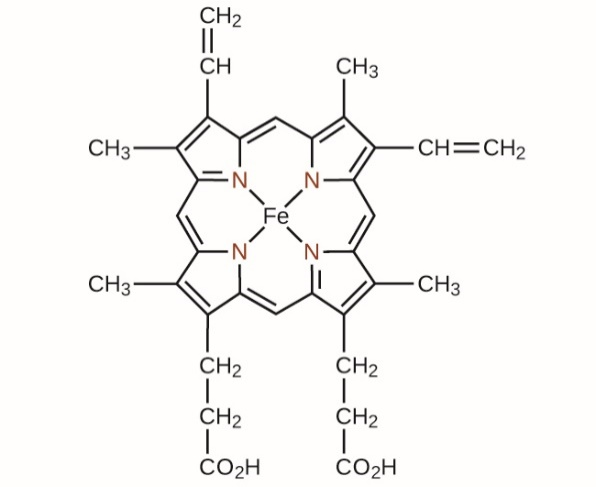 CH₂
CH CH₃
CH₃ CH=CH₂
N N
Fe
N N
CH₃ CH₃
CH₂ CH₂
CH₂ CH₂
CO₂H CO₂H